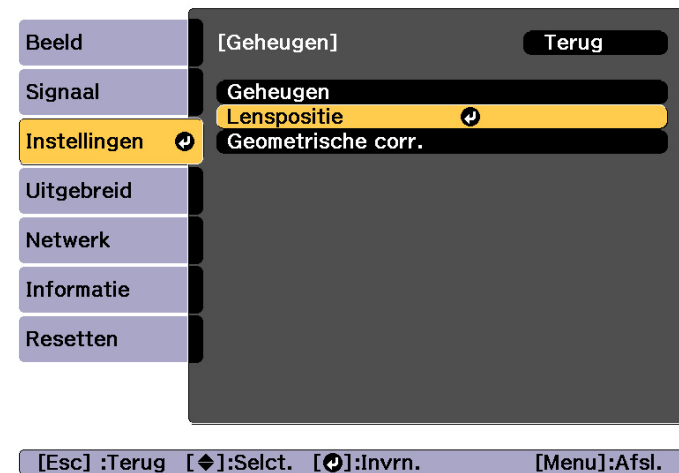 Beeld
Signaal
Instellingen
Uitgebreid
Netwerk
Informatie
Resetten
[Geheugen] Terug
Geheugen
Lenspositie
Geometrische corr.
[Esc] :Terug [◆]:Selct. [↵]:Invrn. [Menu]:Afsl.